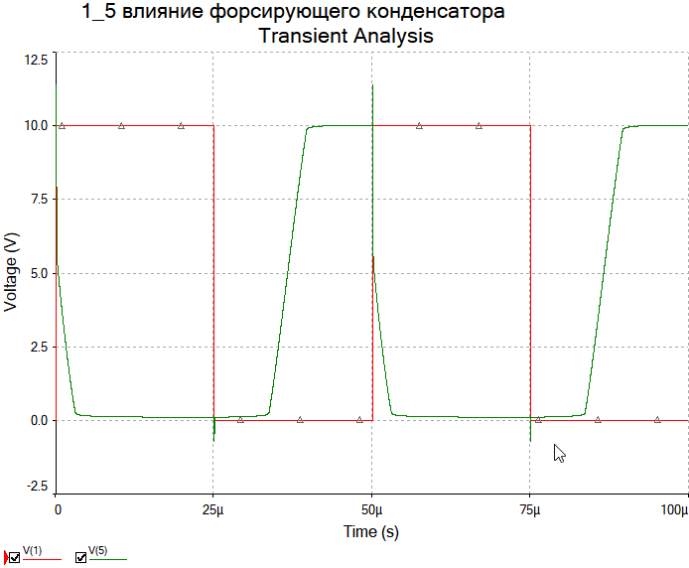 1_5 влияние форсирующего конденсатора
Transient Analysis
12.5
10.0
7.5
5.0
2.5
0.0
-2.5
Voltage (V)
0 25µ 50µ 75µ 100µ
Time (s)
V(1) V(5)